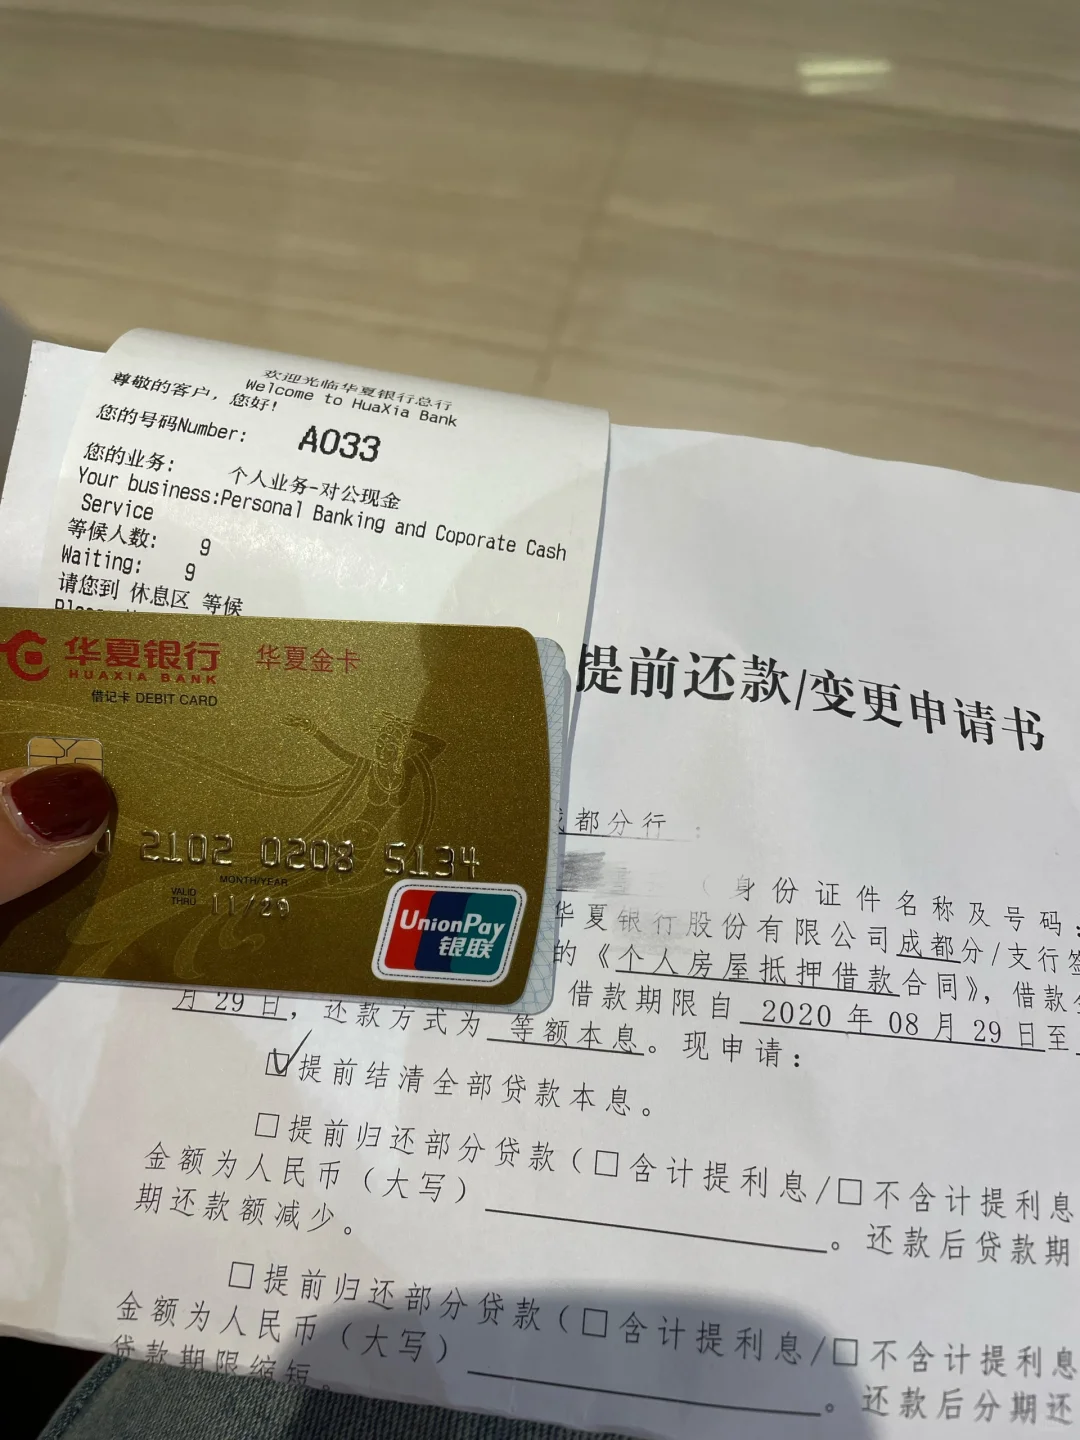 欢迎光临华夏银行总行
Welcome to HuaXia Bank
尊敬的客户，您好！
您的号码Number: A033
您的业务: 个人业务-对公现金
Your business:Personal Banking and Coporate Cash
Service
等候人数: 9
Waiting: 9
请您到 休息区 等候
华夏银行 华夏金卡
HUAXIA BANK
借记卡 DEBIT CARD
2102 0208 5134
MONTH/YEAR
VALID
THRU 11/29
UnionPay
银联
提前还款/变更申请书
都分行：
（身份证件名称及号码：
华夏银行股份有限公司成都分/支行签
的《个人房屋抵押借款合同》，借款
借款期限自 2020 年 08 月 29 日至
月 29 日，还款方式为 等额本息。现申请：
☑提前结清全部贷款本息。
□提前归还部分贷款（□含计提利息/□不含计提利息
金额为人民币（大写）。还款后贷款期
期还款额减少。
□提前归还部分贷款（□含计提利息/□不含计提利息
金额为人民币（大写）。还款后分期还
贷款期限缩短。